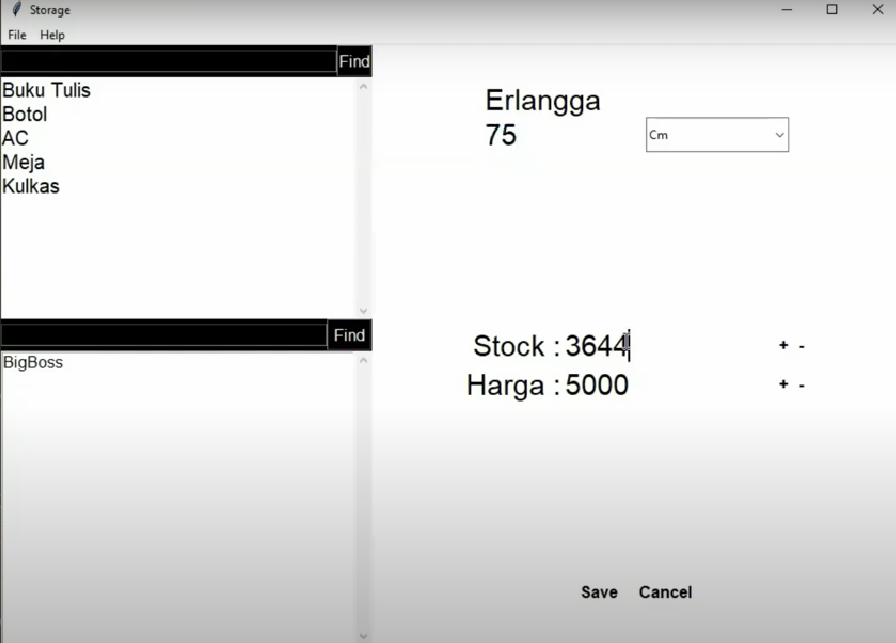 Storage
File Help
Find
Buku Tulis
Botol
AC
Meja
Kulkas
Find
BigBoss
Erlangga
75
Cm
Stock : 3644
+ -
Harga : 5000
+ -
Save Cancel